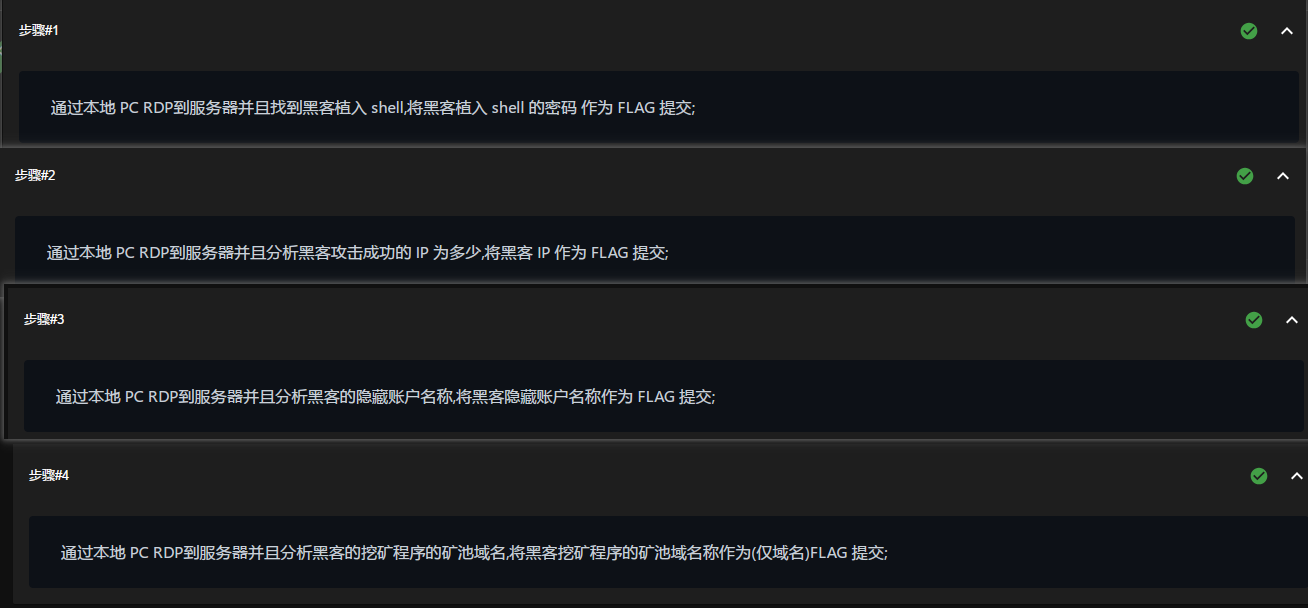 步骤#1
通过本地 PC RDP到服务器并且找到黑客植入 shell,将黑客植入 shell 的密码 作为 FLAG 提交;
步骤#2
通过本地 PC RDP到服务器并且分析黑客攻击成功的 IP 为多少,将黑客 IP 作为 FLAG 提交;
步骤#3
通过本地 PC RDP到服务器并且分析黑客的隐藏账户名称,将黑客隐藏账户名称作为 FLAG 提交;
步骤#4
通过本地 PC RDP到服务器并且分析黑客的挖矿程序的矿池域名,将黑客挖矿程序的矿池域名称作为(仅域名)FLAG 提交;